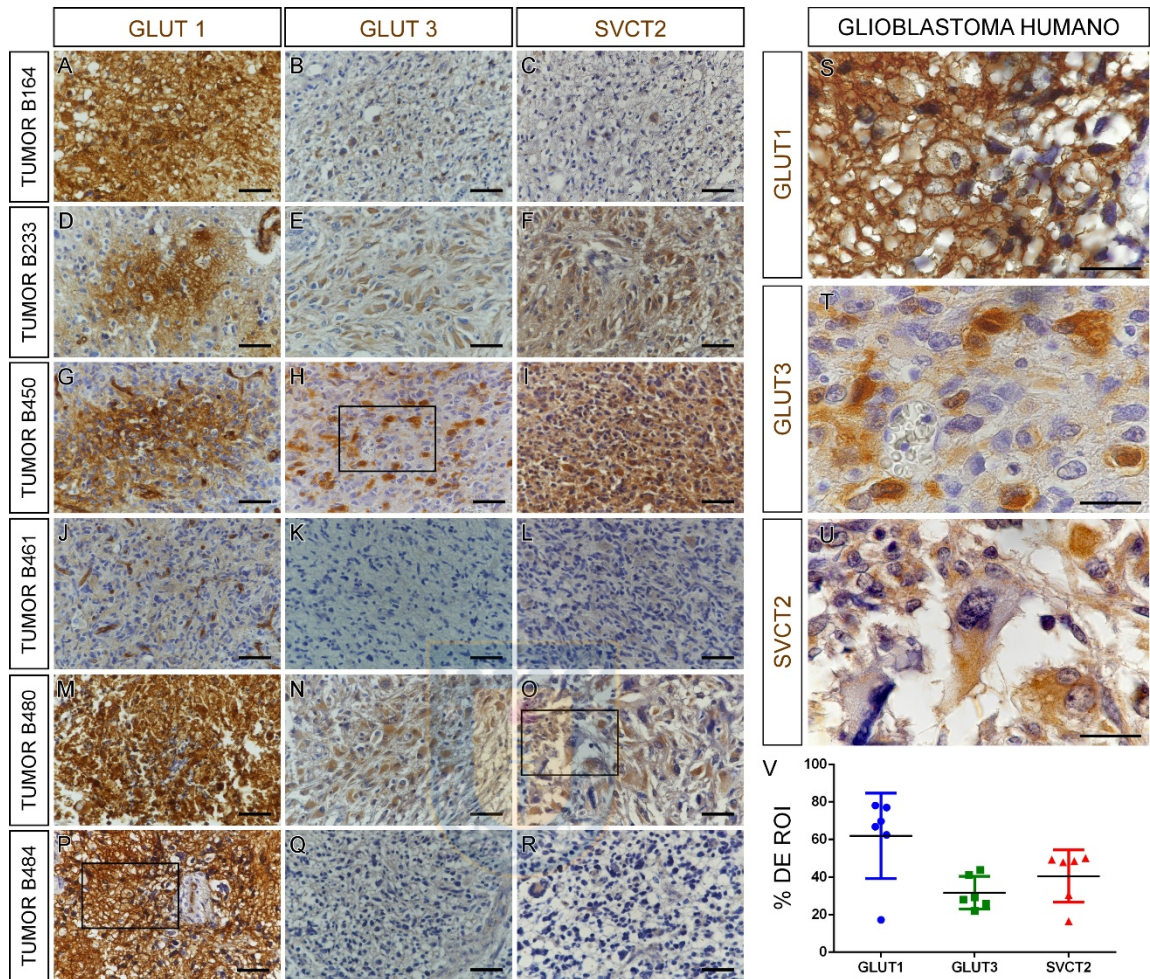 GLUT 1
GLUT 3
SVCT2
GLIOBLASTOMA HUMANO
TUMOR B164
A
B
C
TUMOR B233
D
E
F
TUMOR B450
G
H
I
TUMOR B461
J
K
L
TUMOR B480
M
N
O
TUMOR B484
P
Q
R
GLUT1
S
GLUT3
T
SVCT2
U
V
% DE ROI
100
80
60
40
20
0
GLUT1
GLUT3
SVCT2